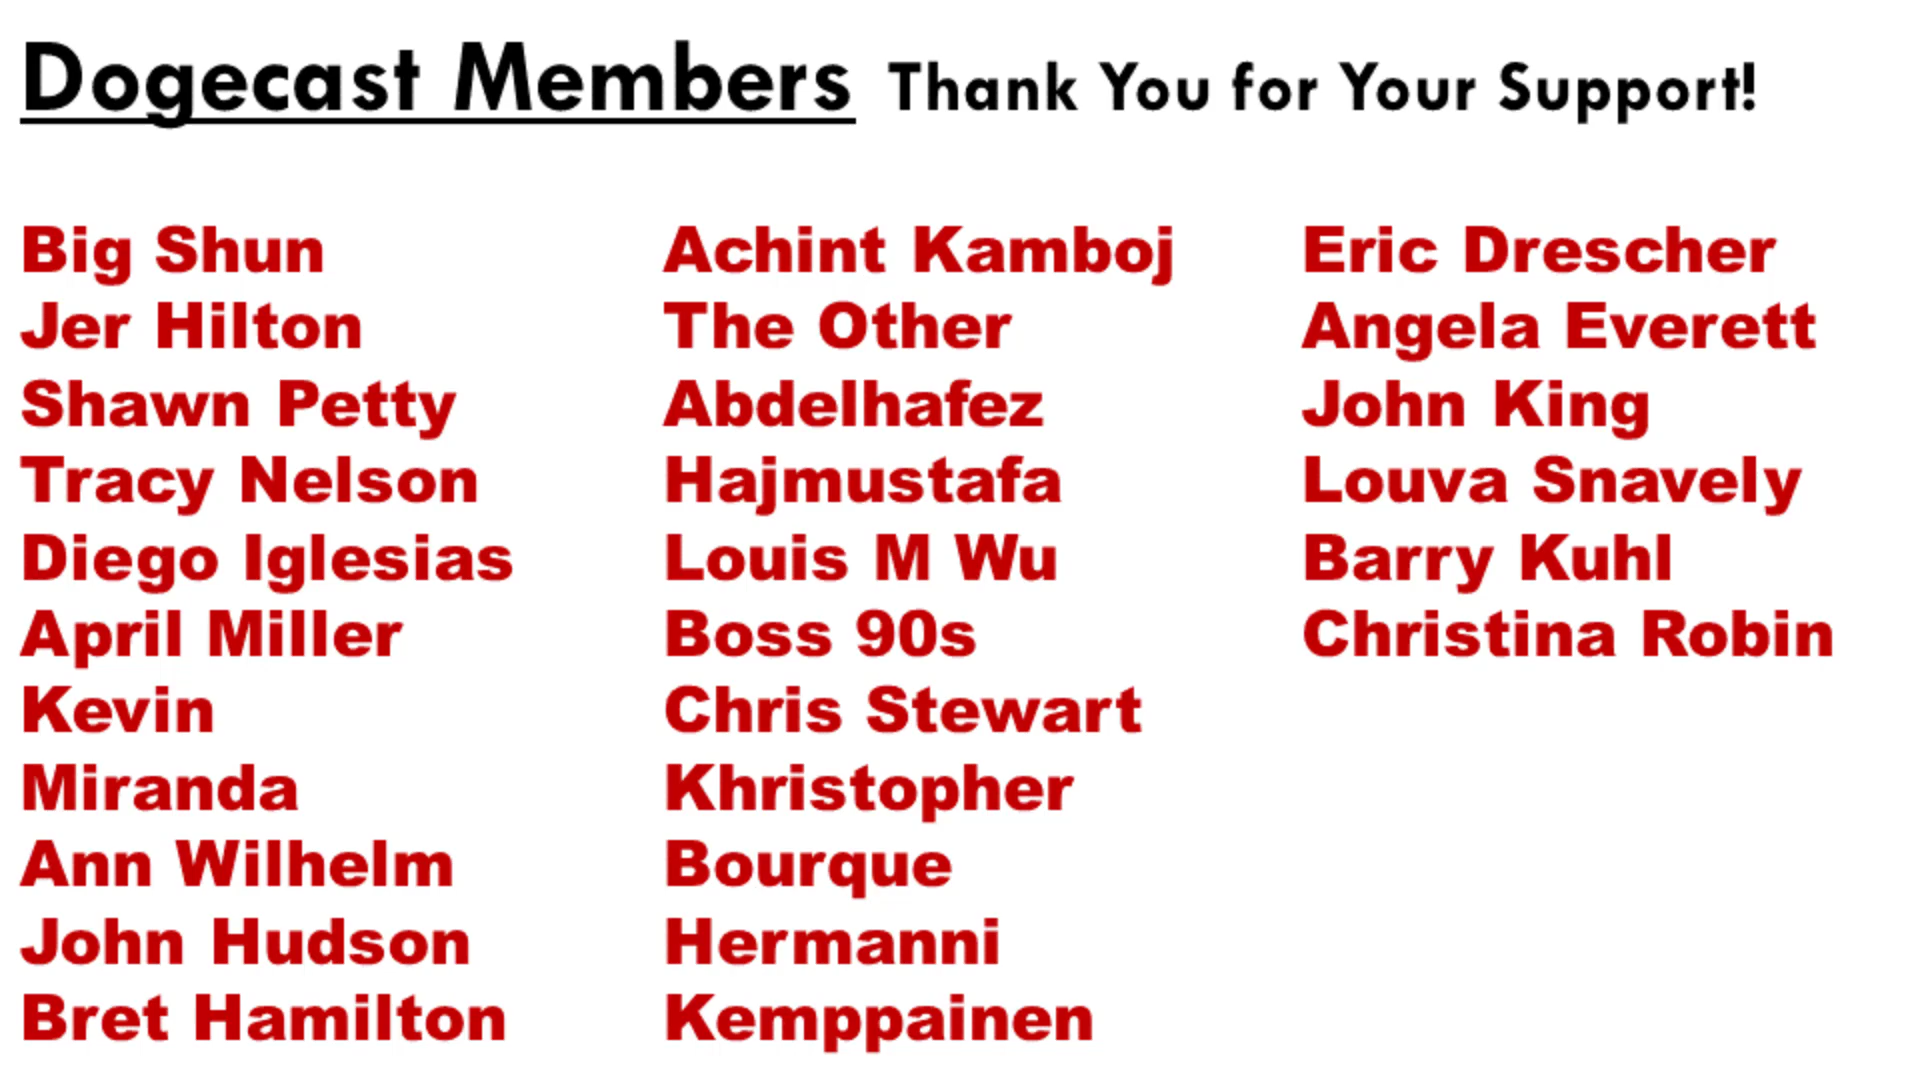 Dogecast Members Thank You for Your Support!
Big Shun
Jer Hilton
Shawn Petty
Tracy Nelson
Diego Iglesias
April Miller
Kevin
Miranda
Ann Wilhelm
John Hudson
Bret Hamilton
Achint Kamboj
The Other
Abdelhafez
Hajmustafa
Louis M Wu
Boss 90s
Chris Stewart
Khristopher
Bourque
Hermanni
Kemppainen
Eric Drescher
Angela Everett
John King
Louva Snavely
Barry Kuhl
Christina Robin